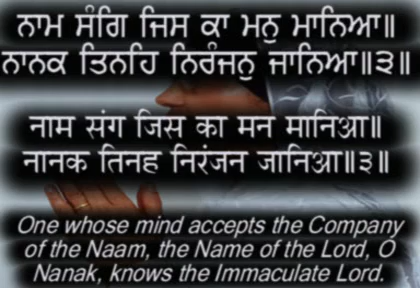 ਨਾਮ ਸੰਗਿ ਜਿਸ ਕਾ ਮਨੁ ਮਾਨਿਆ॥
ਨਾਨਕ ਤਿਨਹਿ ਨਿਰੰਜਨੁ ਜਾਨਿਆ॥੩॥
नाम संग जिस का मन मानिआ॥
नानक तिनह निरंजन जानिआ॥३॥
One whose mind accepts the Company
of the Naam, the Name of the Lord, O
Nanak, knows the Immaculate Lord.